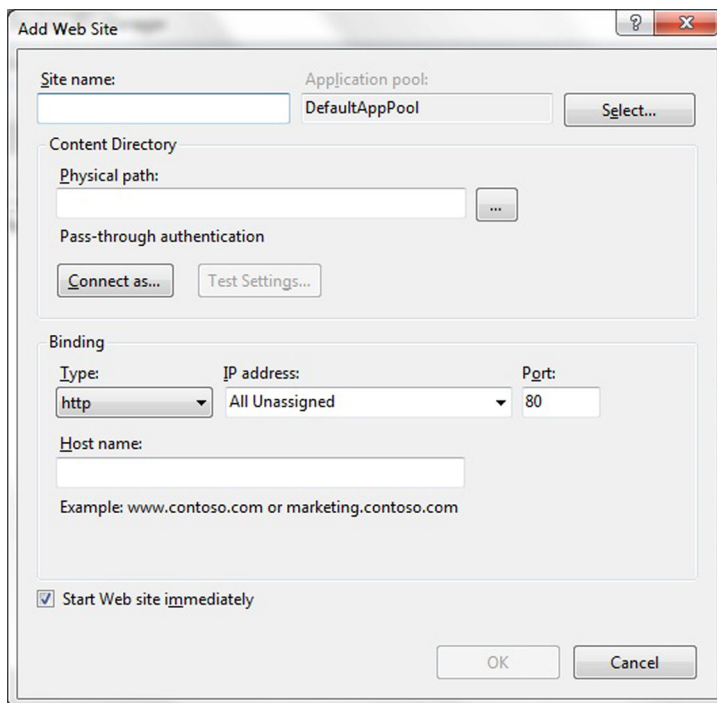 Add Web Site
Site name:
Application pool:
DefaultAppPool
Select...
Content Directory
Physical path:
...
Pass-through authentication
Connect as...
Test Settings...
Binding
Type:
IP address:
Port:
http
All Unassigned
80
Host name:
Example: www.contoso.com or marketing.contoso.com
Start Web site immediately
OK
Cancel